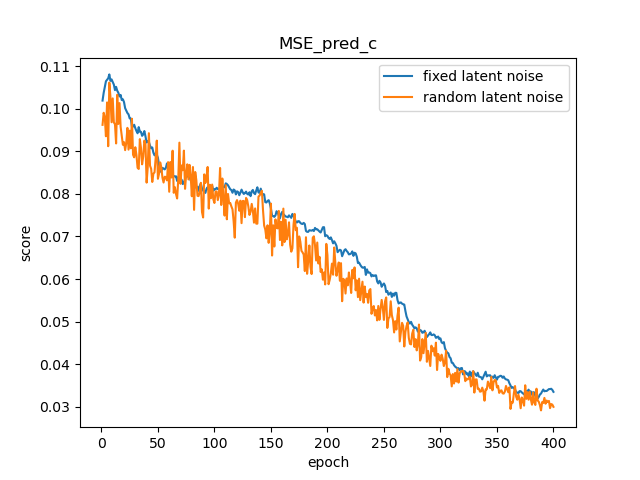 MSE_pred_c
fixed latent noise
random latent noise
0.11
0.10
0.09
0.08
0.07
0.06
0.05
0.04
0.03
score
0 50 100 150 200 250 300 350 400
epoch